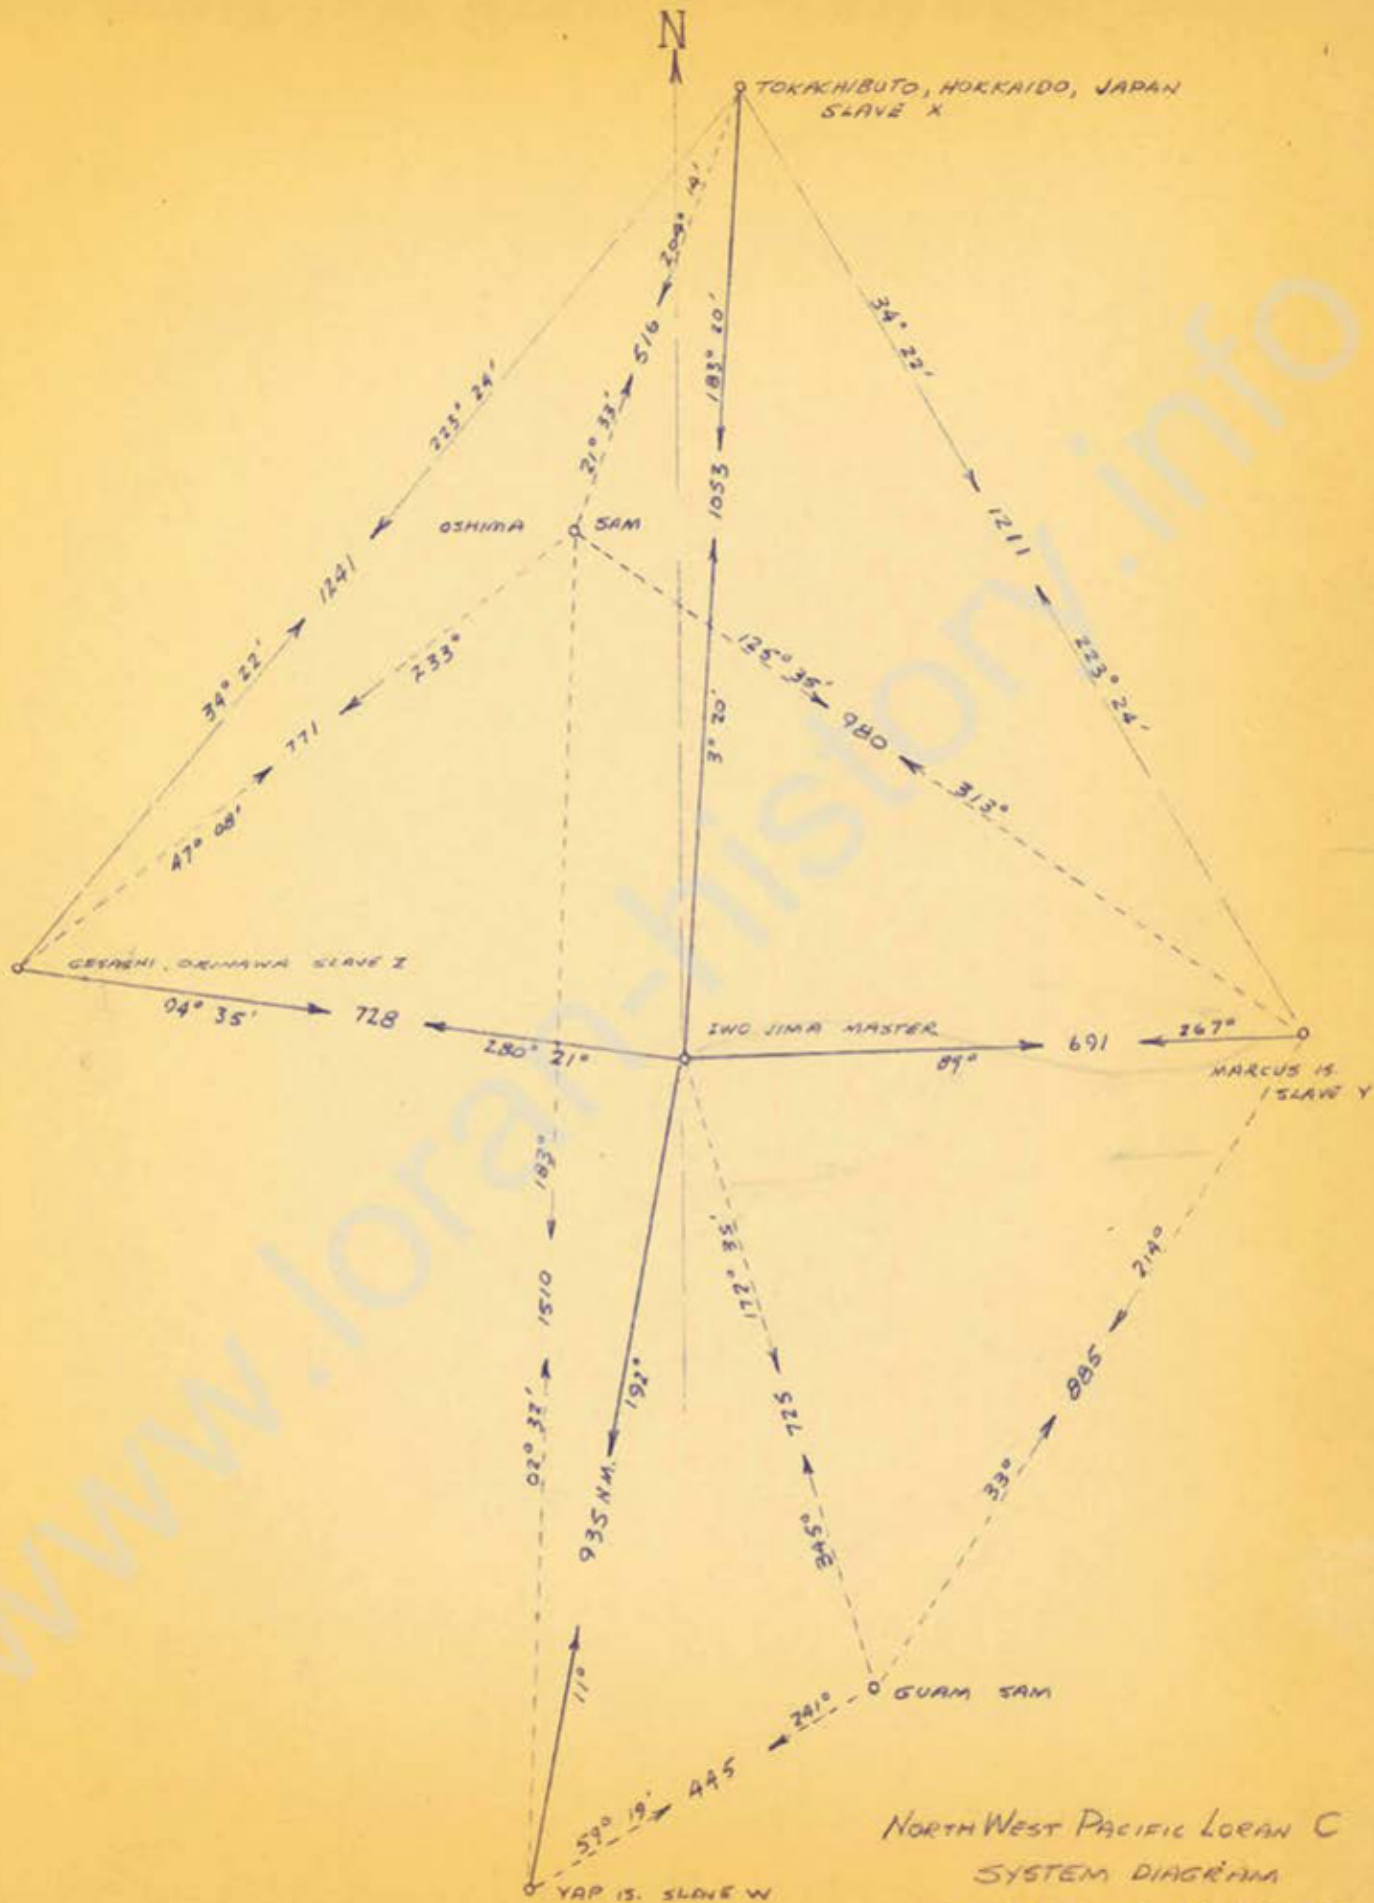 N
TOKACHIBUTO, HOKKAIDO, JAPAN
SLAVE X
204° 14'
516
21° 33'
183° 20'
1053
3° 20'
34° 22'
1211
223° 24'
223° 24'
1241
34° 22'
OSHIMA SAM
233°
771
47° 08'
125° 35'
980
313°
GESASHI, OKINAWA SLAVE Z
94° 35'
728
280° 21°
IWO JIMA MASTER
89°
691
267°
MARCUS IS.
SLAVE Y
183°
1510
02° 32'
192°
935 N.M.
11°
172° 35'
725
345°
214°
885
33°
GUAM SAM
241°
445
59° 19'
YAP IS. SLAVE W
NORTH WEST PACIFIC LORAN C
SYSTEM DIAGRAM
www.loran-history.info